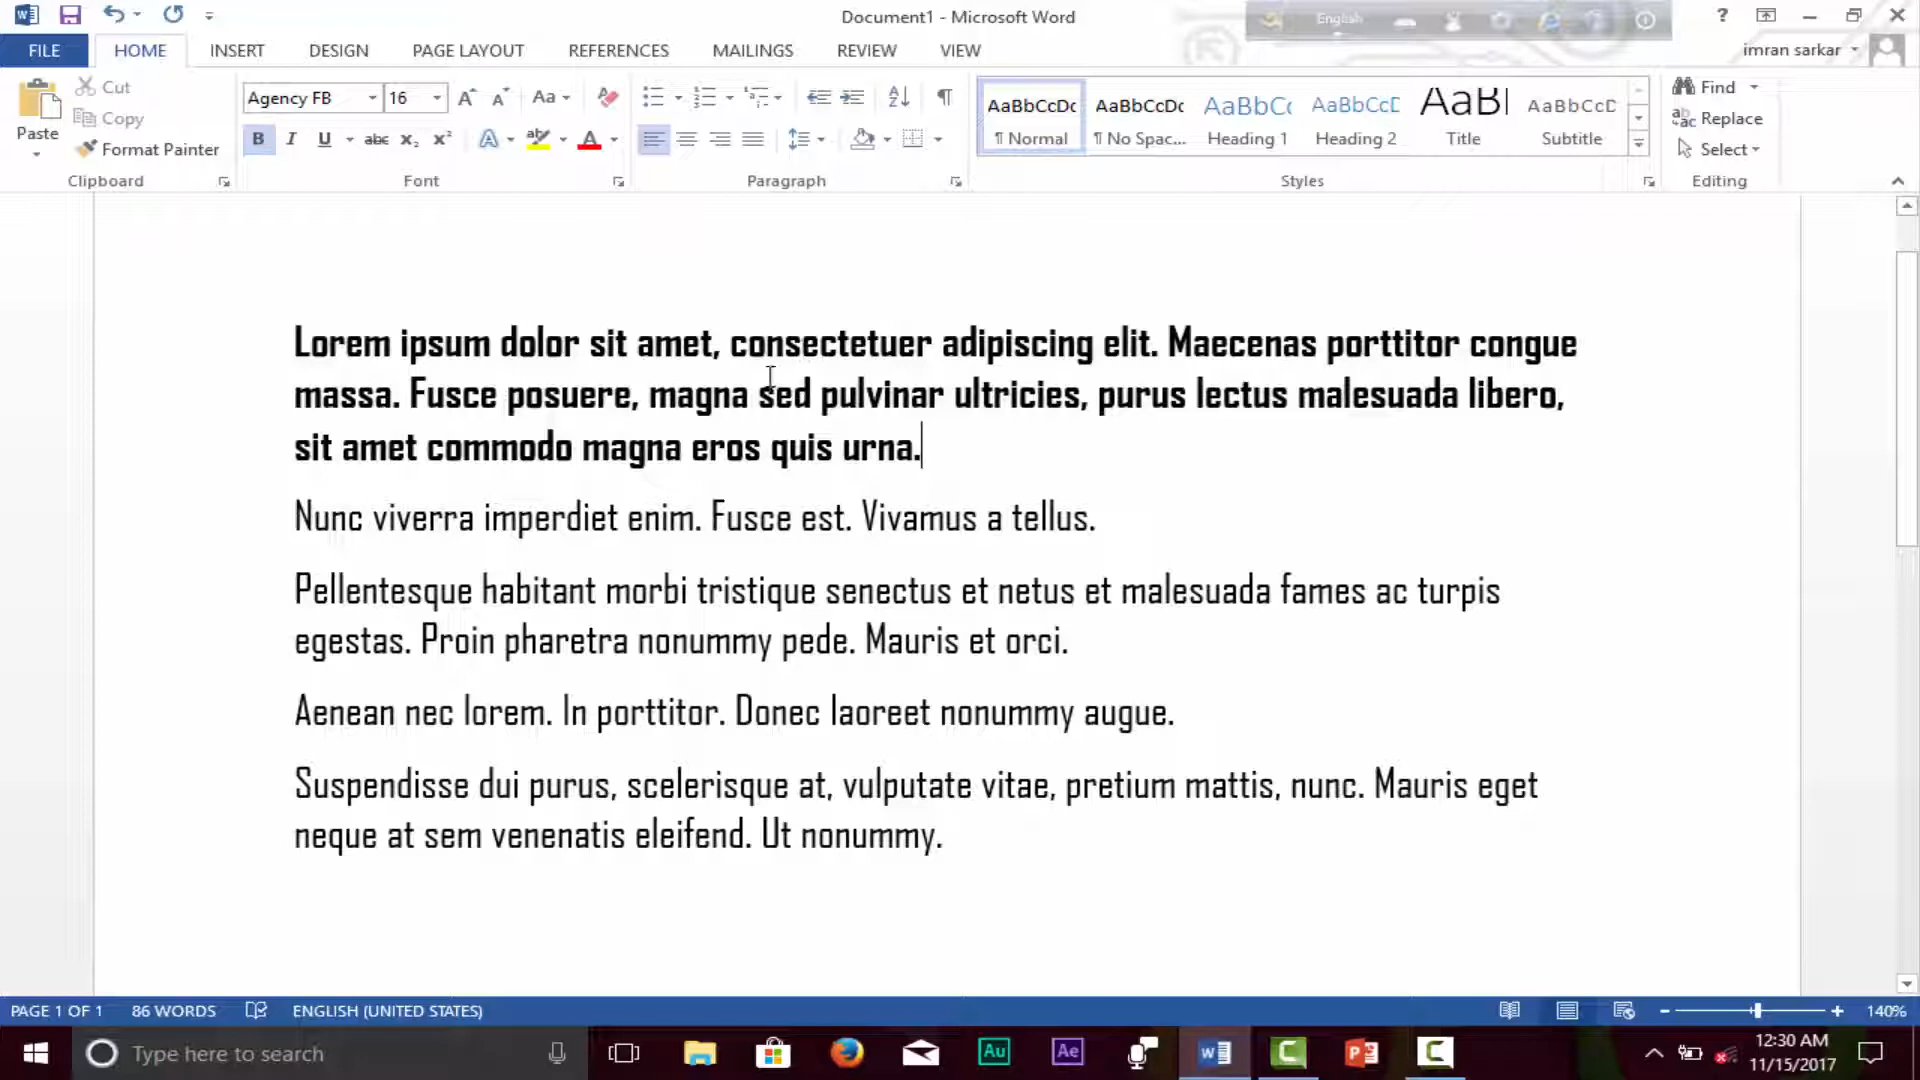 Document1 - Microsoft Word
English
FILE HOME INSERT DESIGN PAGE LAYOUT REFERENCES MAILINGS REVIEW VIEW
imran sarkar
Paste
Cut
Copy
Format Painter
Clipboard
Agency FB 16
Aa
B I U abc X₂ X² A A
Font
Paragraph
AaBbCcDc AaBbCcDc AaBbCc AaBbCcD AaBl AaBbCcD
¶ Normal ¶ No Spac... Heading 1 Heading 2 Title Subtitle
Styles
Find
Replace
Select
Editing
Lorem ipsum dolor sit amet, consectetuer adipiscing elit. Maecenas porttitor congue
massa. Fusce posuere, magna sed pulvinar ultricies, purus lectus malesuada libero,
sit amet commodo magna eros quis urna.
Nunc viverra imperdiet enim. Fusce est. Vivamus a tellus.
Pellentesque habitant morbi tristique senectus et netus et malesuada fames ac turpis
egestas. Proin pharetra nonummy pede. Mauris et orci.
Aenean nec lorem. In porttitor. Donec laoreet nonummy augue.
Suspendisse dui purus, scelerisque at, vulputate vitae, pretium mattis, nunc. Mauris eget
neque at sem venenatis eleifend. Ut nonummy.
PAGE 1 OF 1 86 WORDS ENGLISH (UNITED STATES) 140%
Type here to search
Au Ae
12:30 AM
11/15/2017